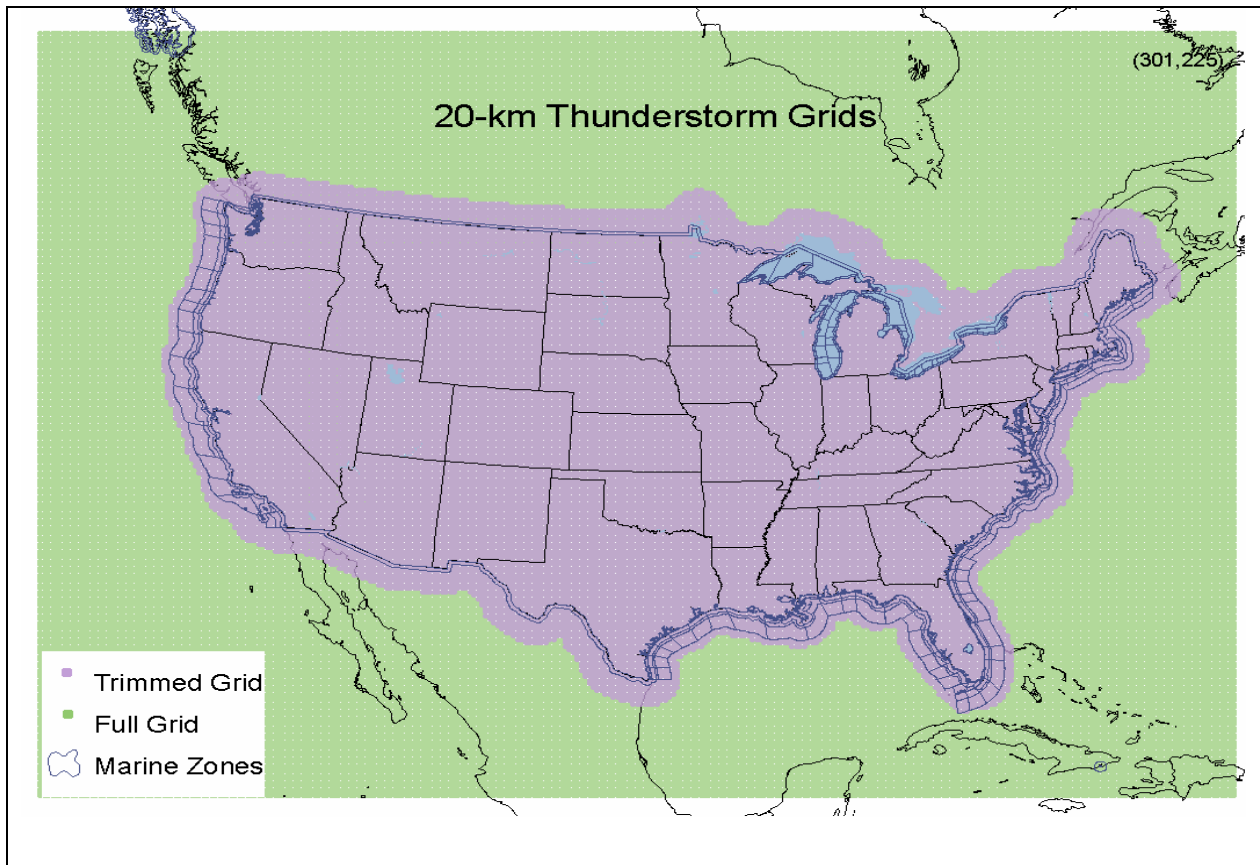 (301,225)
20-km Thunderstorm Grids
Trimmed Grid
Full Grid
Marine Zones